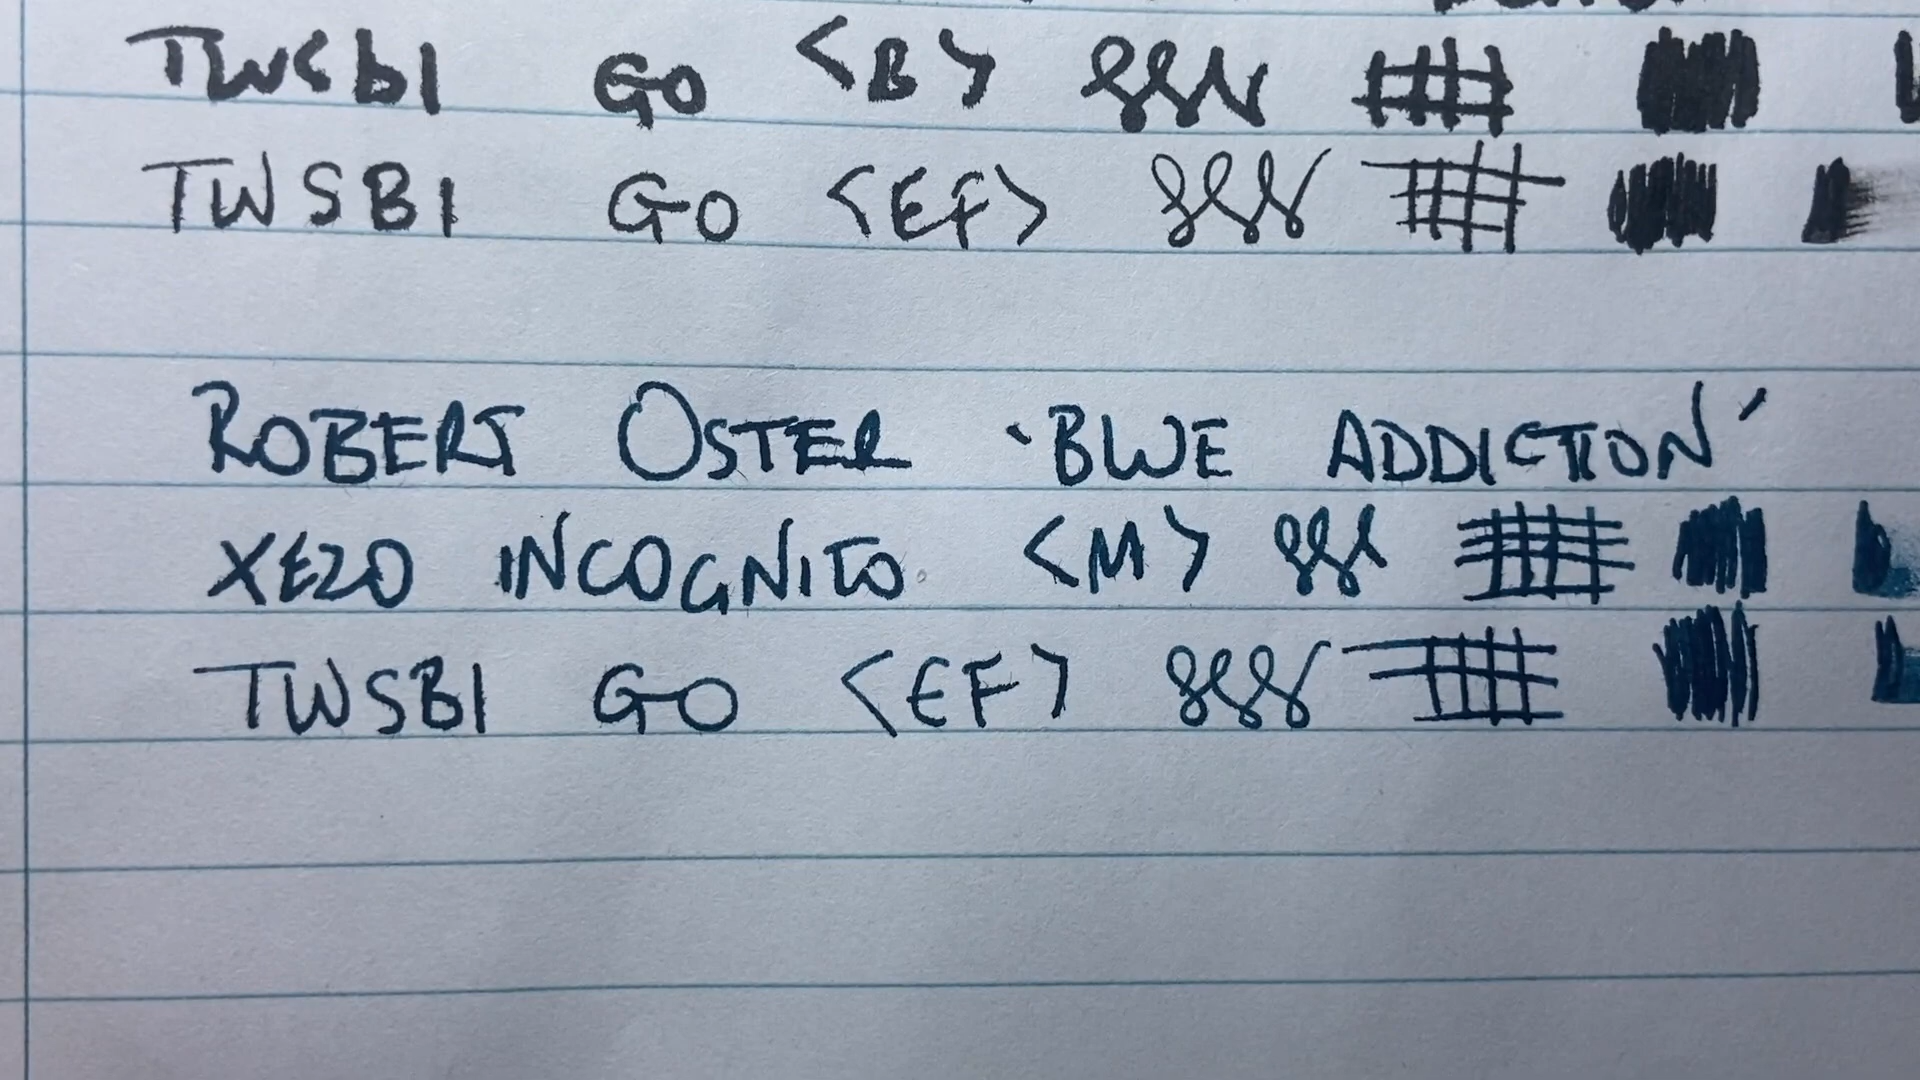 TWSBI GO <B>
TWSBI GO <EF>
ROBERT OSTER 'BLUE ADDICTION'
XEZO INCOGNITO <M>
TWSBI GO <EF>